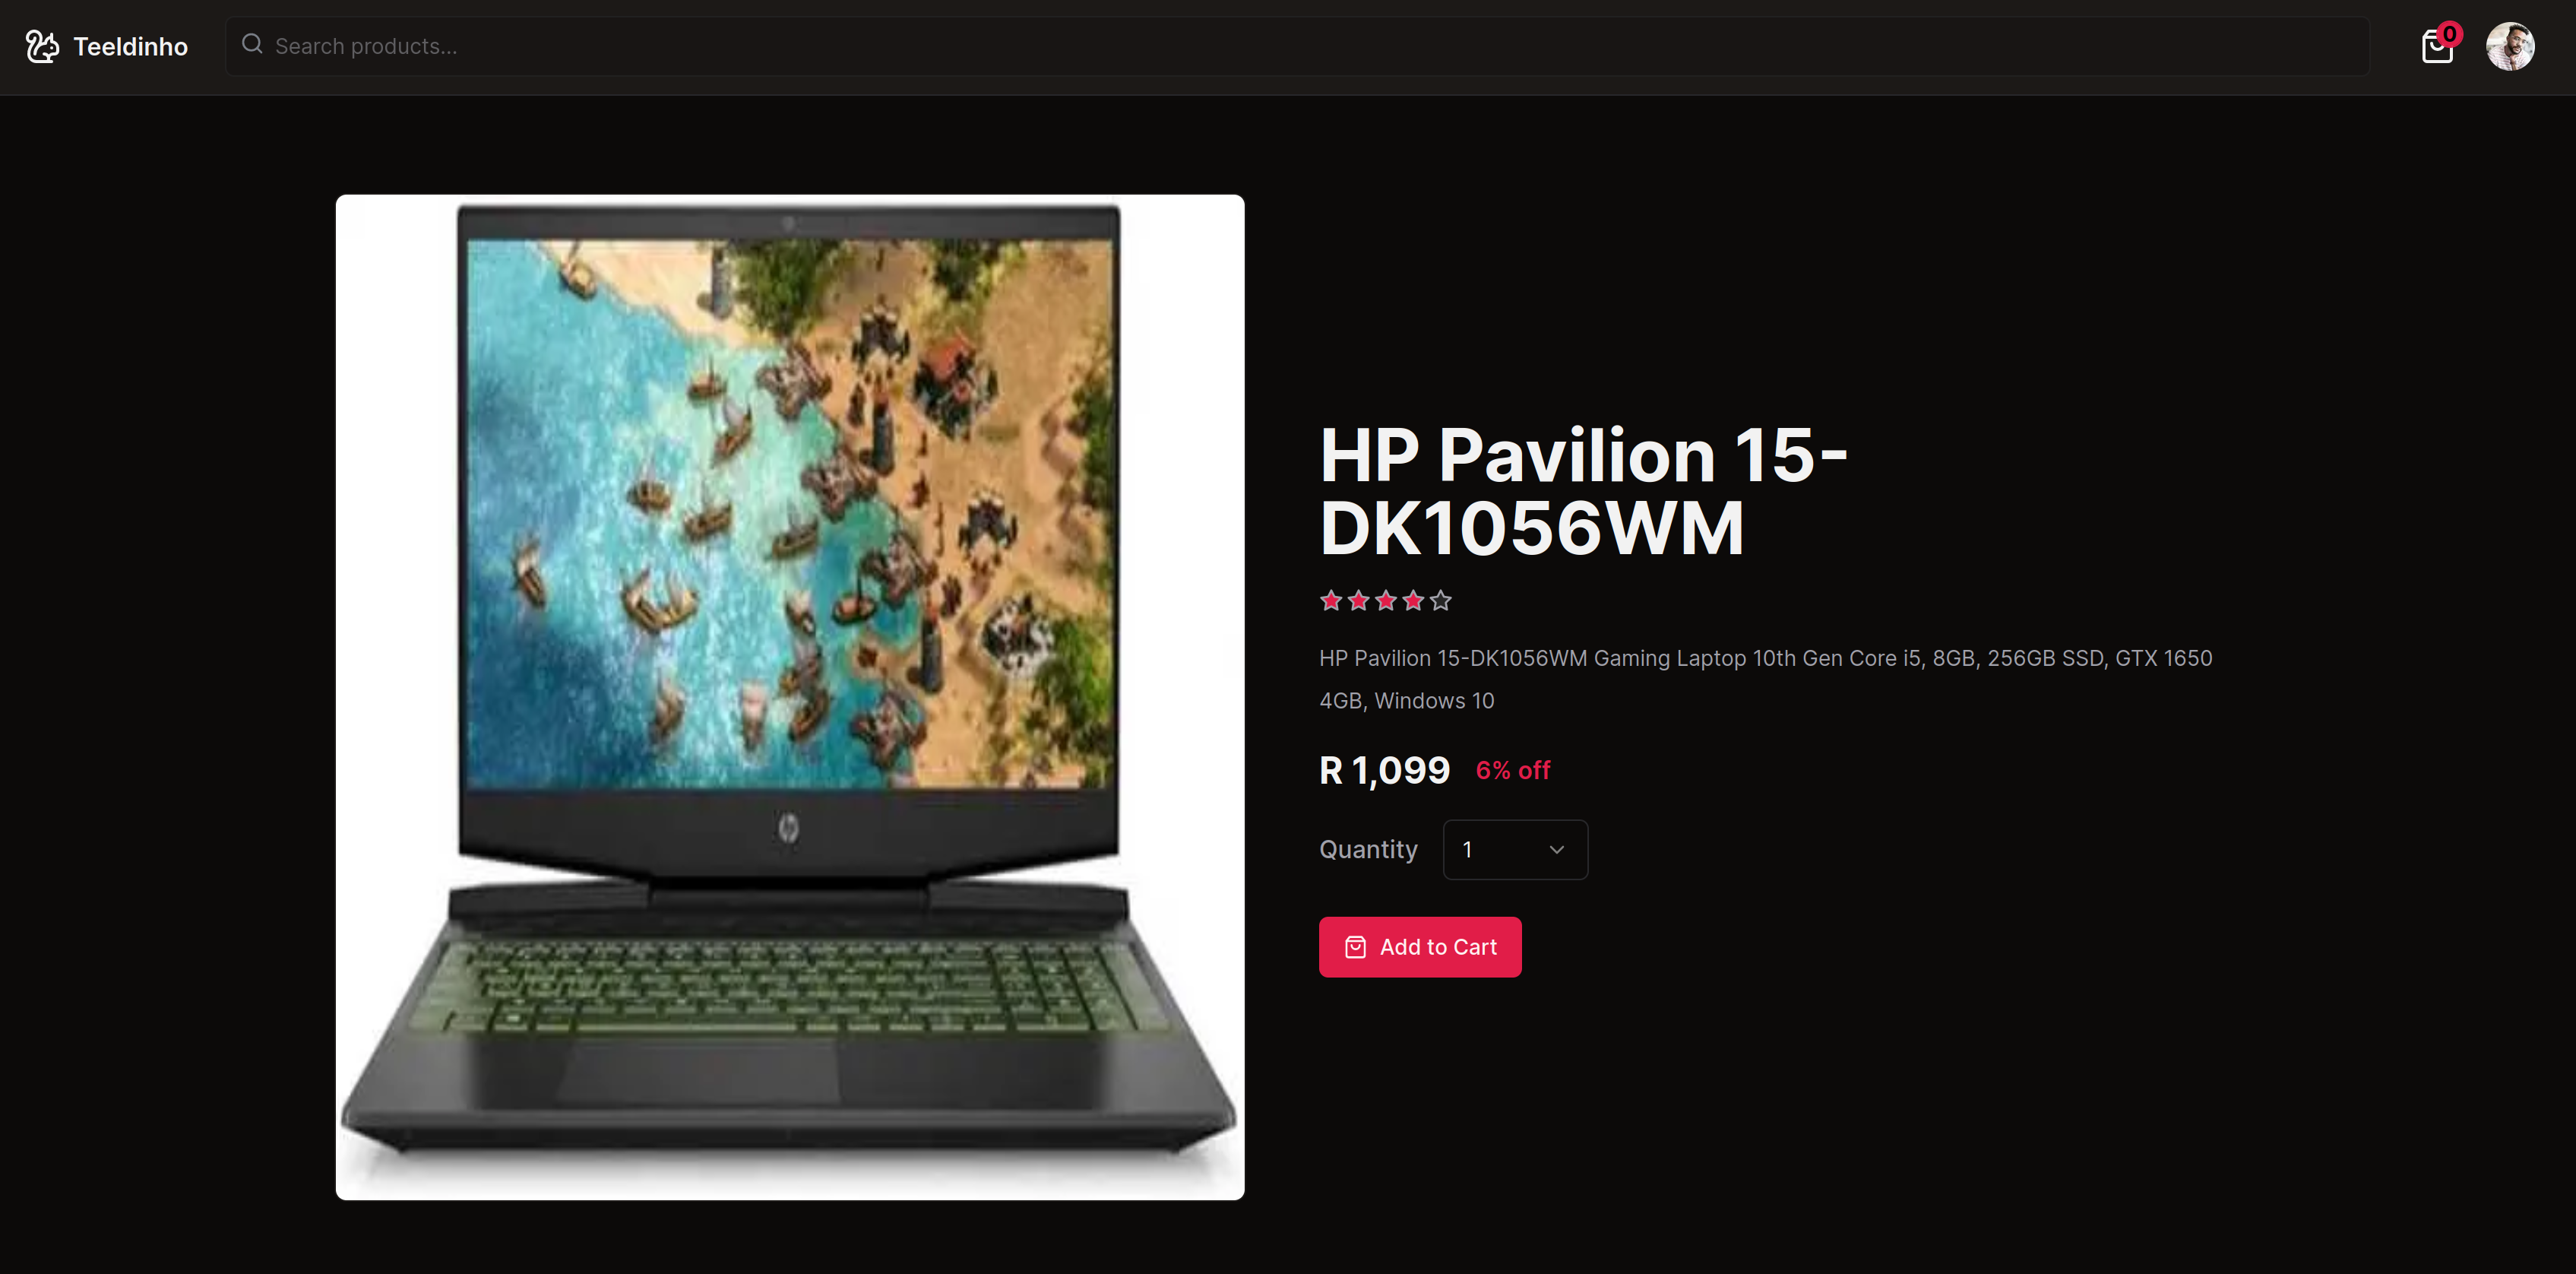 Teeldinho
Search products...
0
HP Pavilion 15-
DK1056WM
HP Pavilion 15-DK1056WM Gaming Laptop 10th Gen Core i5, 8GB, 256GB SSD, GTX 1650
4GB, Windows 10
R 1,099 6% off
Quantity 1
Add to Cart
hp